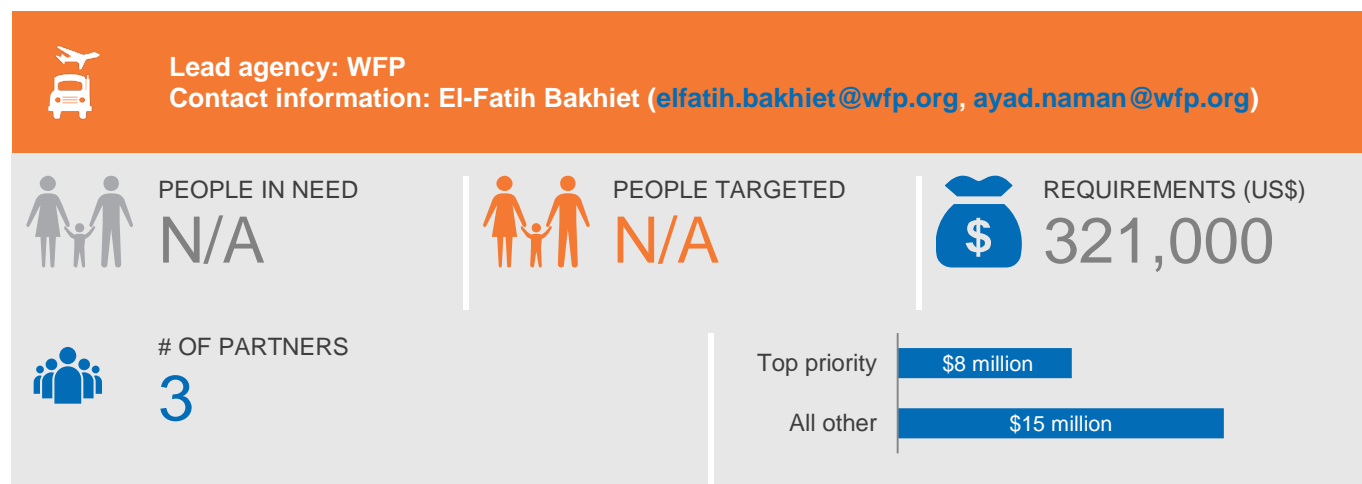 Lead agency: WFP
Contact information: El-Fatih Bakhiet (elfatih.bakhiet@wfp.org, ayad.naman@wfp.org)
PEOPLE IN NEED
N/A
PEOPLE TARGETED
N/A
REQUIREMENTS (US$)
$
321,000
# OF PARTNERS
3
Top priority
$8 million
All other
$15 million